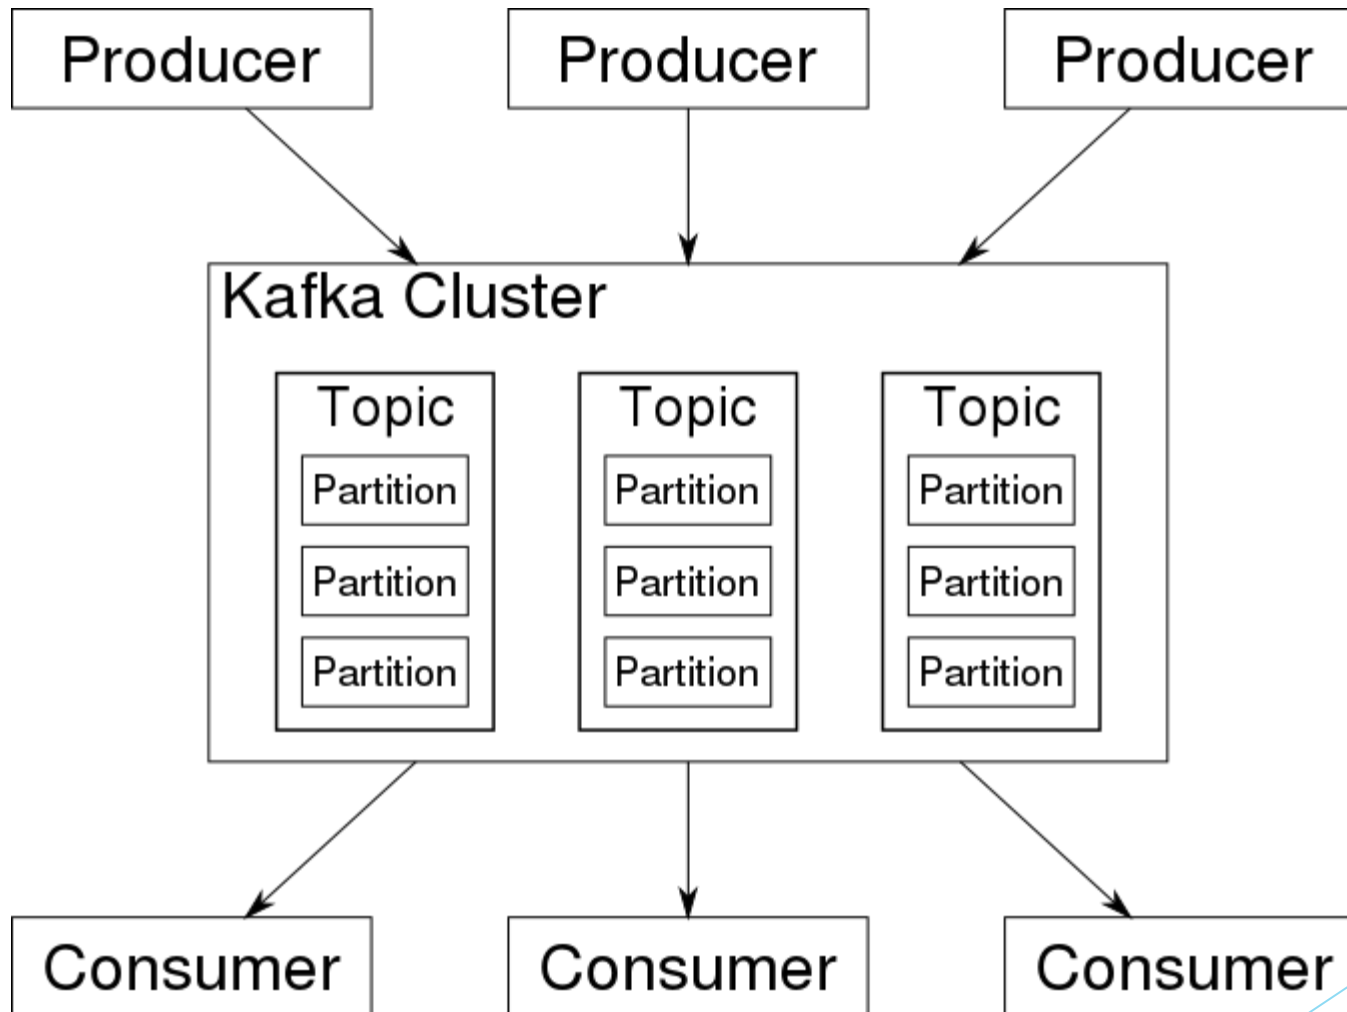 Producer Producer Producer
Kafka Cluster
Topic Topic Topic
Partition Partition Partition
Partition Partition Partition
Partition Partition Partition
Consumer Consumer Consumer